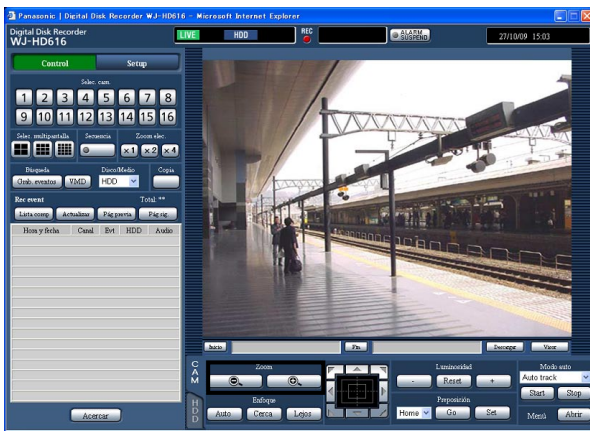 Panasonic | Digital Disk Recorder WJ-HD616 - Microsoft Internet Explorer
Digital Disk Recorder
WJ-HD616
LIVE HDD REC ALARM SUSPEND 27/10/09 15:03
Control Setup
Selec. cam.
1 2 3 4 5 6 7 8
9 10 11 12 13 14 15 16
Selec. multipantalla Secuencia Zoom elec.
x1 x2 x4
Búsqueda Disco/Medio Copia
Grab. eventos VMD HDD
Rec event Total: **
Lista comp Actualizar Pág previa Pág sig.
Hora y fecha Canal Evt HDD Audio
Acercar
Inicio Fin Descargar Visor
CAM
HDD
Zoom Luminosidad Modo auto
- Reset + Auto track
Enfoque Preposición Start Stop
Auto Cerca Lejos Home Go Set Menú Abrir